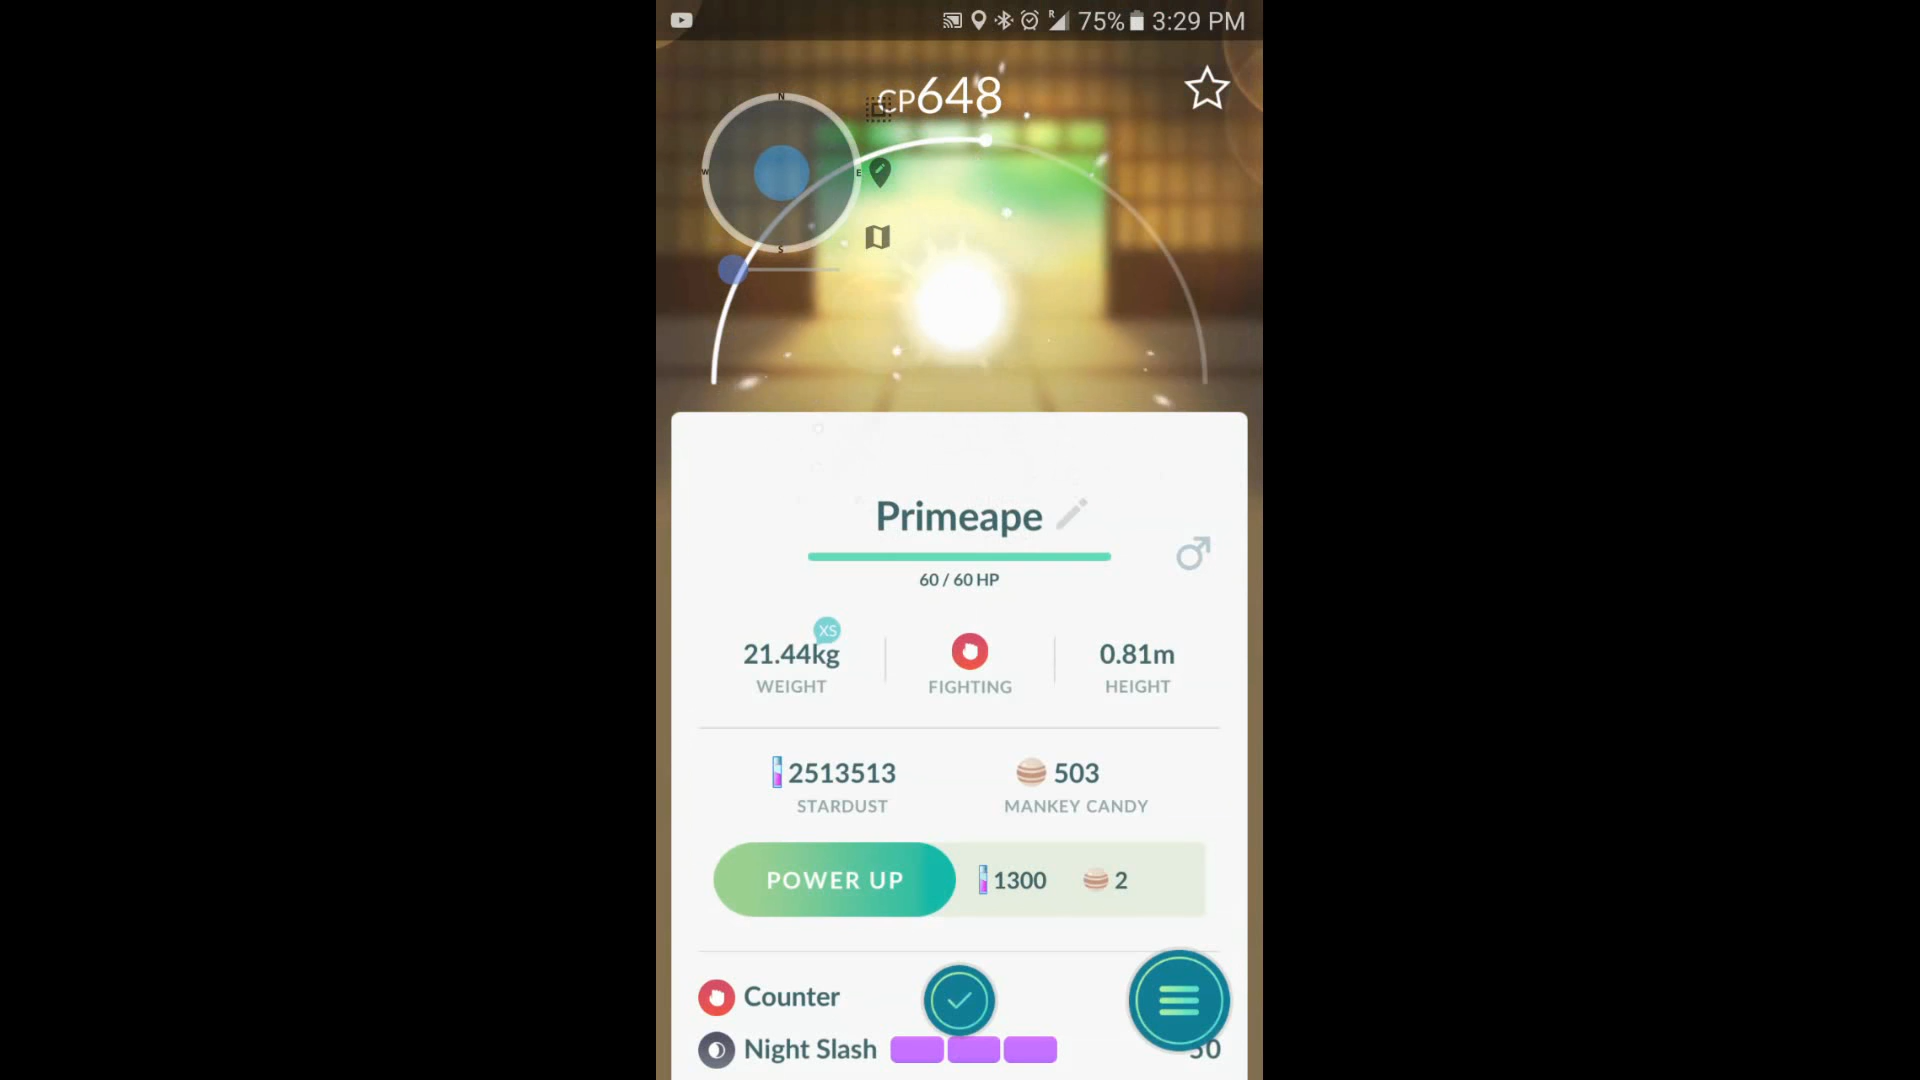 75% 3:29 PM
CP648
N
W
E
S
Primeape
60 / 60 HP
XS
21.44kg
0.81m
WEIGHT
FIGHTING
HEIGHT
2513513
503
STARDUST
MANKEY CANDY
POWER UP
1300
2
Counter
Night Slash
50